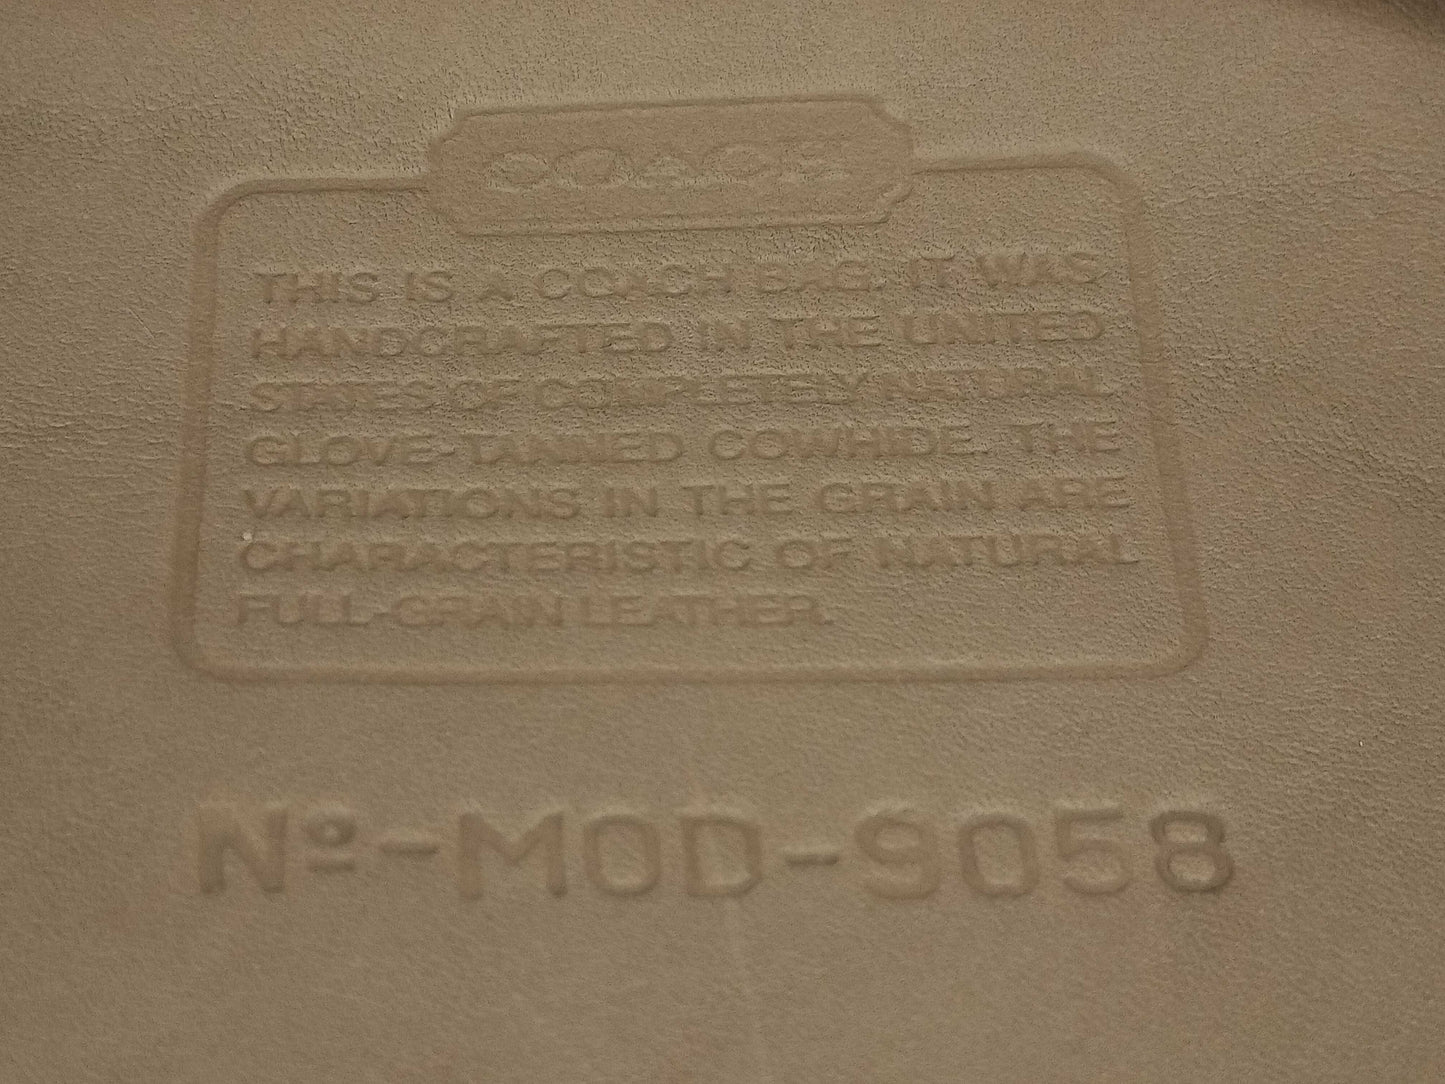 COACH
THIS IS A COACH BAG. IT WAS
HANDCRAFTED IN THE UNITED
STATES OF COMPLETELY NATURAL
GLOVE-TANNED COWHIDE. THE
VARIATIONS IN THE GRAIN ARE
CHARACTERISTIC OF NATURAL
FULL-GRAIN LEATHER.
Nº-MOD-9058